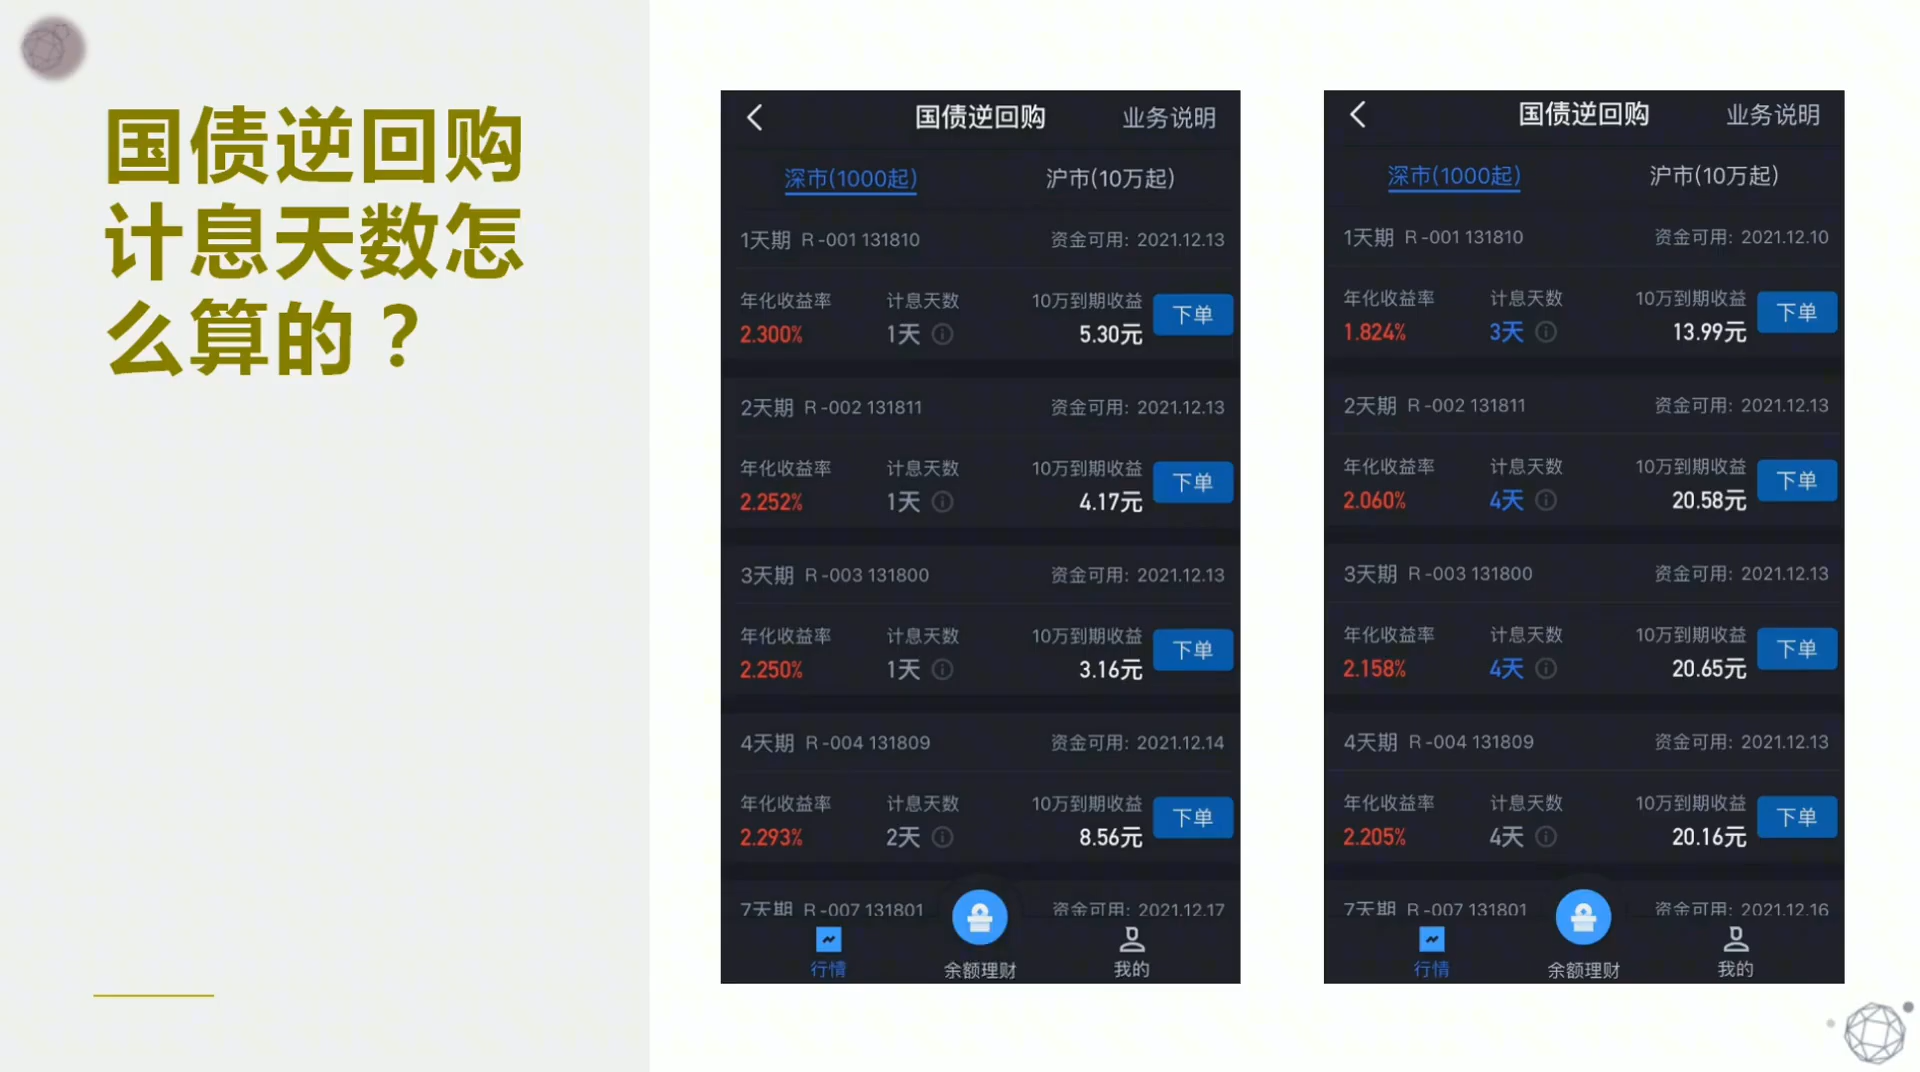 国债逆回购
计息天数怎
么算的？
国债逆回购 业务说明
深市(1000起) 沪市(10万起)
1天期 R-001 131810 资金可用: 2021.12.13
年化收益率 计息天数 10万到期收益
2.300% 1天 5.30元 下单
2天期 R-002 131811 资金可用: 2021.12.13
年化收益率 计息天数 10万到期收益
2.252% 1天 4.17元 下单
3天期 R-003 131800 资金可用: 2021.12.13
年化收益率 计息天数 10万到期收益
2.250% 1天 3.16元 下单
4天期 R-004 131809 资金可用: 2021.12.14
年化收益率 计息天数 10万到期收益
2.293% 2天 8.56元 下单
7天期 R-007 131801 资金可用: 2021.12.17
行情 余额理财 我的
国债逆回购 业务说明
深市(1000起) 沪市(10万起)
1天期 R-001 131810 资金可用: 2021.12.10
年化收益率 计息天数 10万到期收益
1.824% 3天 13.99元 下单
2天期 R-002 131811 资金可用: 2021.12.13
年化收益率 计息天数 10万到期收益
2.060% 4天 20.58元 下单
3天期 R-003 131800 资金可用: 2021.12.13
年化收益率 计息天数 10万到期收益
2.158% 4天 20.65元 下单
4天期 R-004 131809 资金可用: 2021.12.13
年化收益率 计息天数 10万到期收益
2.205% 4天 20.16元 下单
7天期 R-007 131801 资金可用: 2021.12.16
行情 余额理财 我的